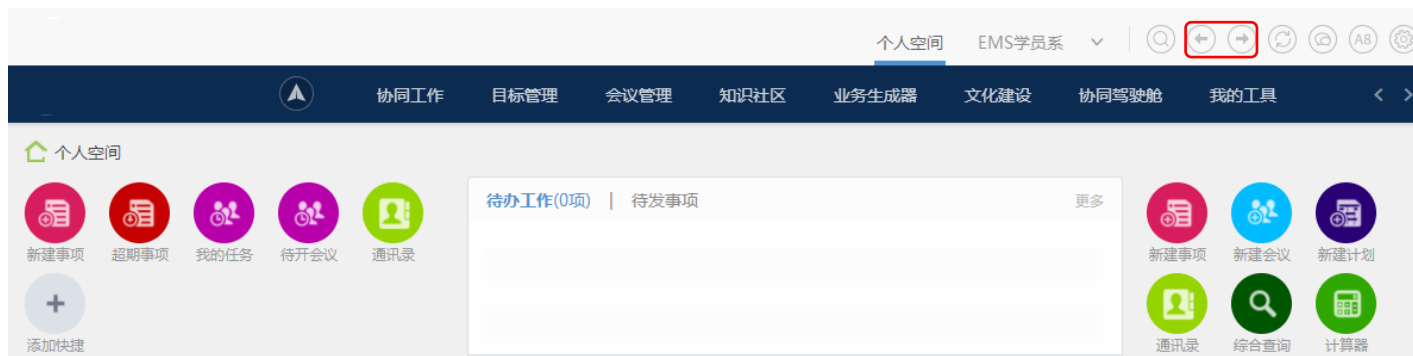 个人空间 EMS学员系 A8
协同工作 目标管理 会议管理 知识社区 业务生成器 文化建设 协同驾驶舱 我的工具
个人空间
待办工作(0项) | 待发事项 更多
新建事项 超期事项 我的任务 待开会议 通讯录
新建事项 新建会议 新建计划
添加快捷
通讯录 综合查询 计算器